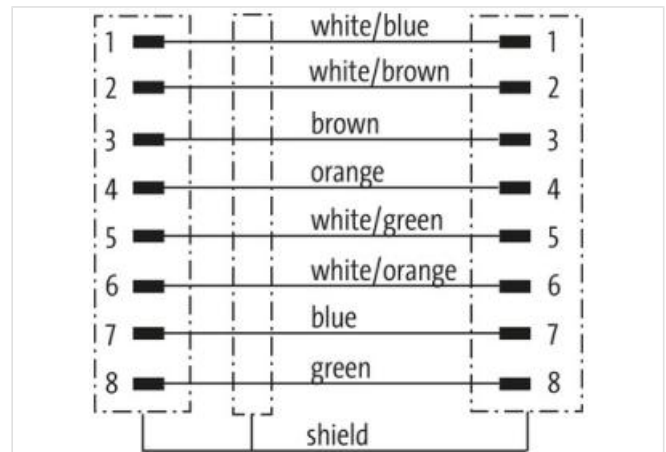 1 white/blue 1
2 white/brown 2
3 brown 3
4 orange 4
5 white/green 5
6 white/orange 6
7 blue 7
8 green 8
shield